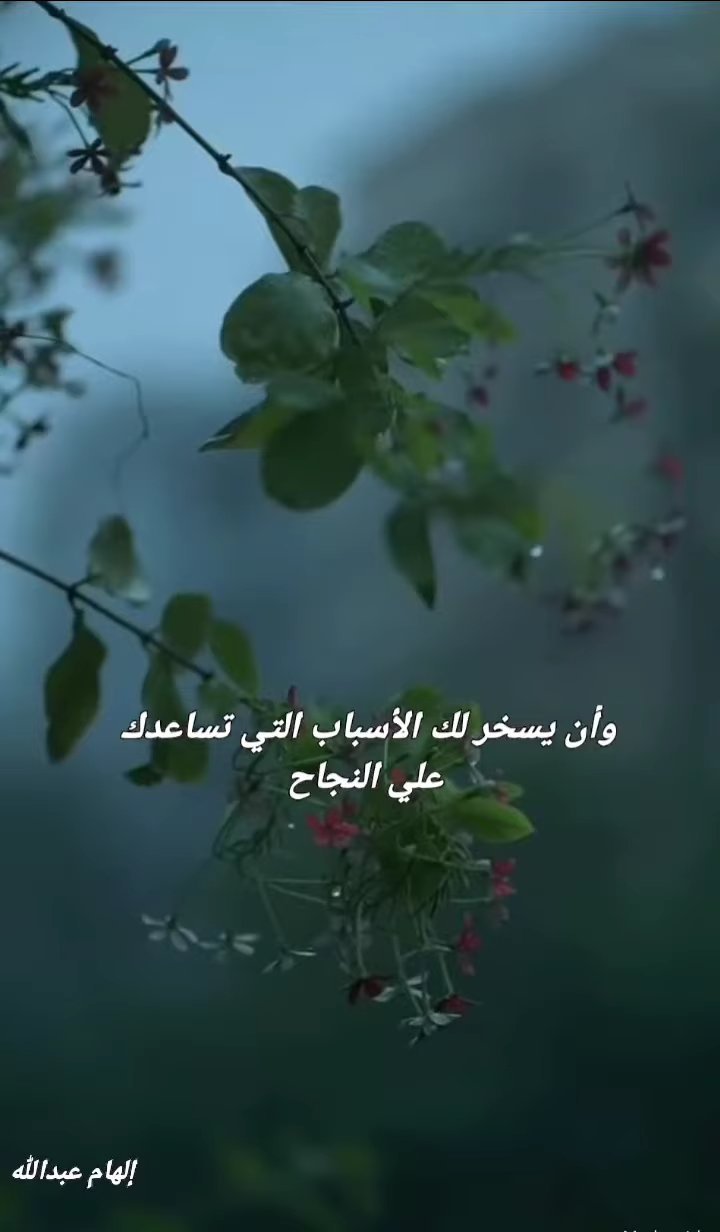 وأن يسخر لك الأسباب التي تساعدك
علي النجاح
إلهام عبدالله